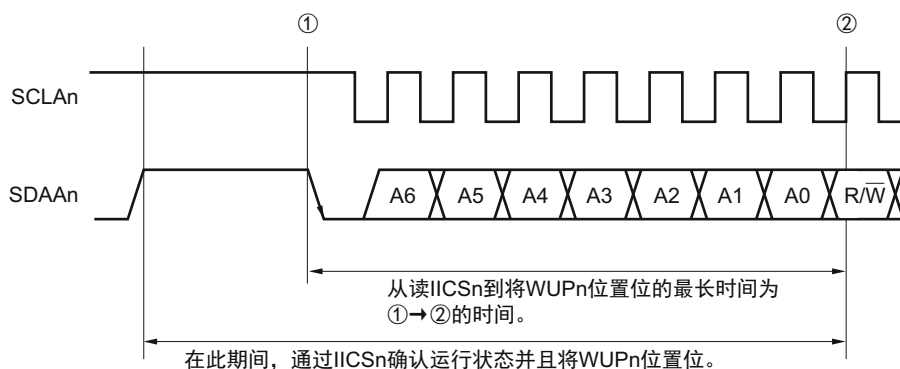 ① ②
SCLAn
SDAAn A6 A5 A4 A3 A2 A1 A0 R/W̅
从读IICSn到将WUPn位置位的最长时间为
①→②的时间。
在此期间，通过IICSn确认运行状态并且将WUPn位置位。